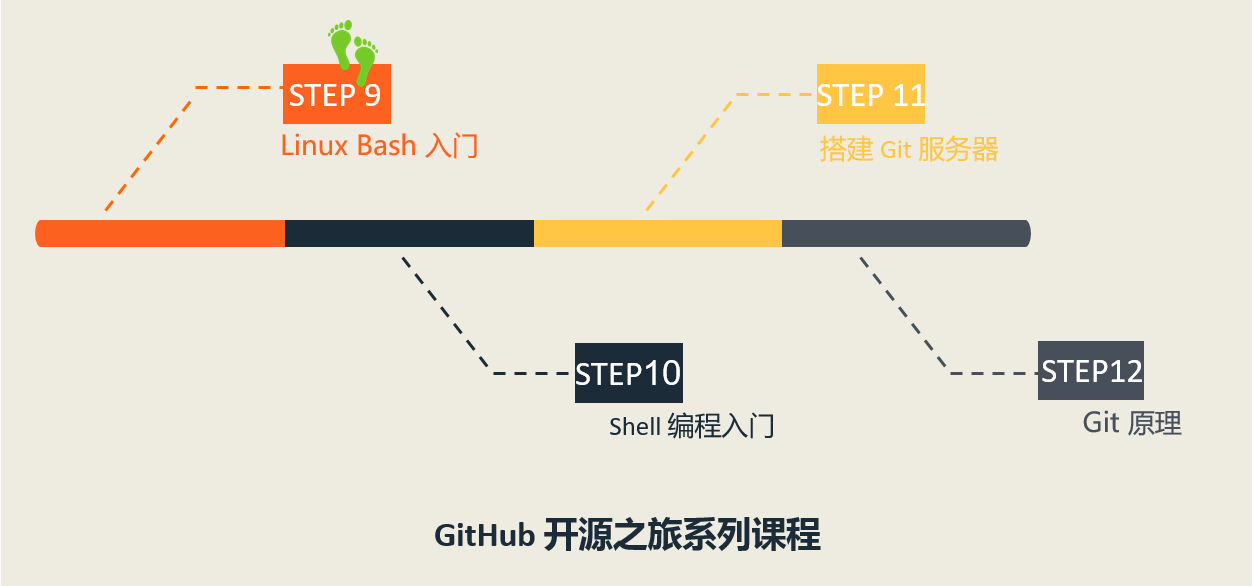 STEP 9
Linux Bash 入门
STEP 11
搭建 Git 服务器
STEP10
Shell 编程入门
STEP12
Git 原理
GitHub 开源之旅系列课程